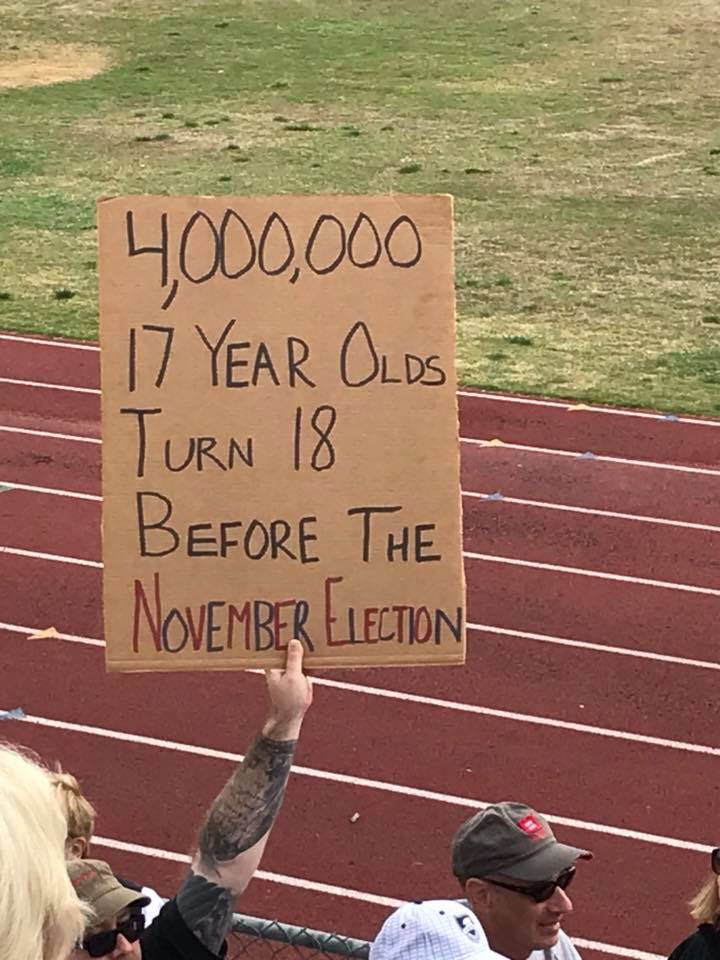 4,000,000
17 YEAR OLDS
TURN 18
BEFORE THE
NOVEMBER ELECTION